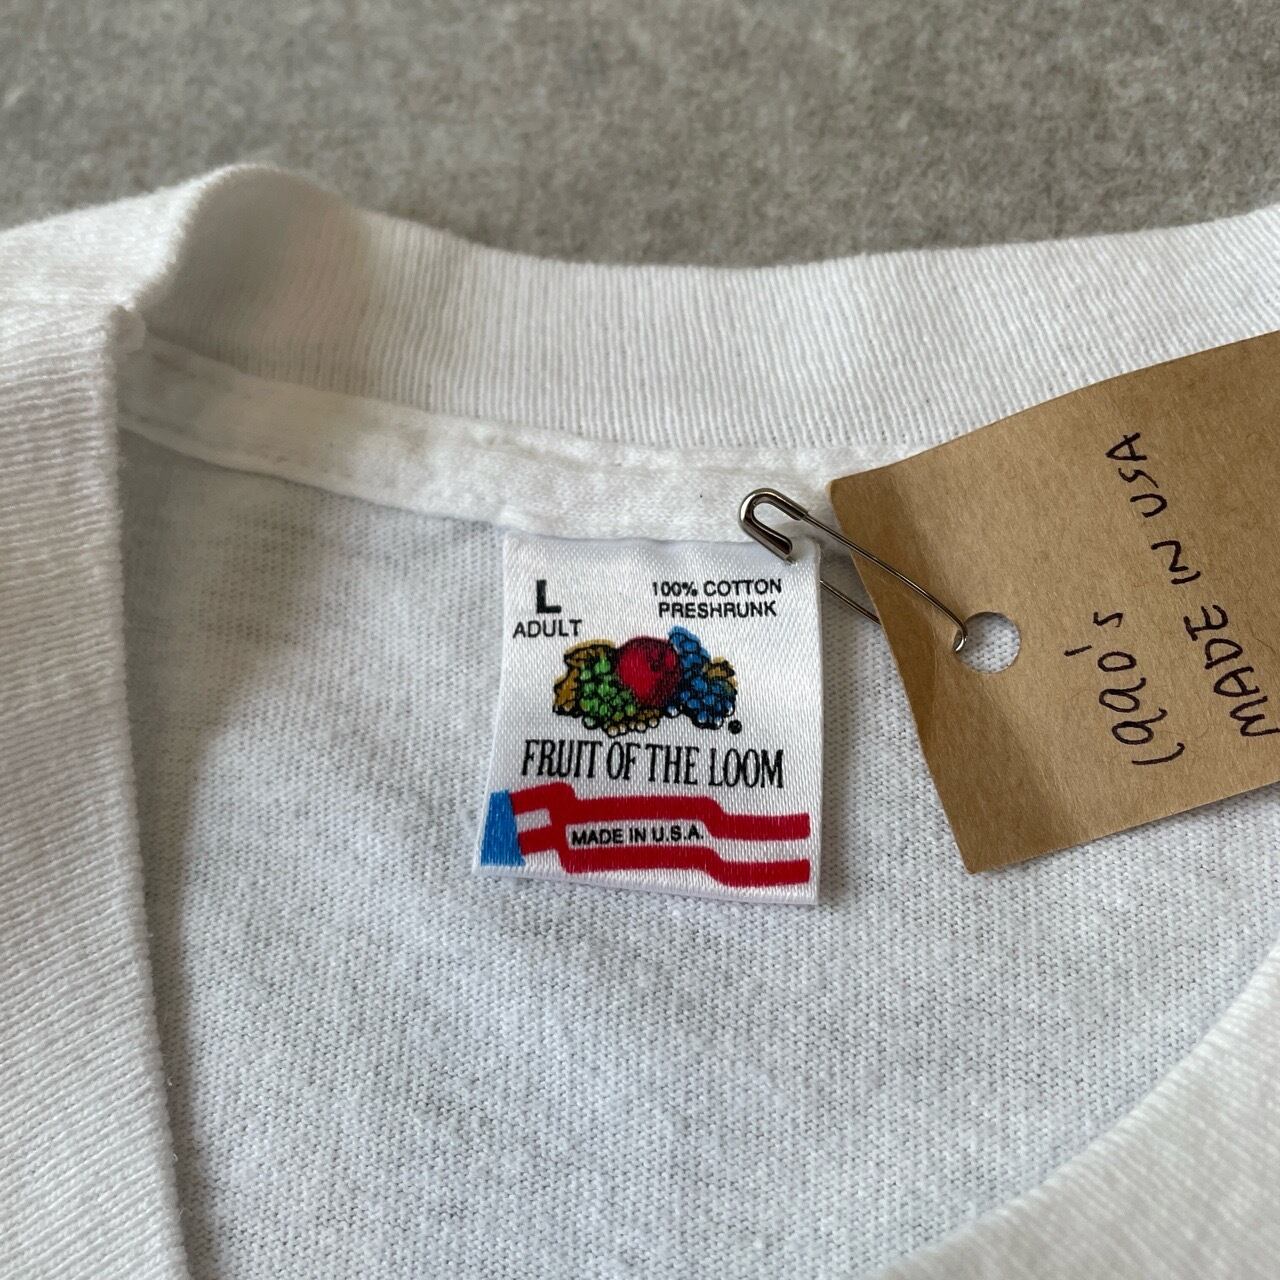 L
ADULT
100% COTTON
PRESHRUNK
FRUIT OF THE LOOM
MADE IN U.S.A.
1990's
MADE IN USA